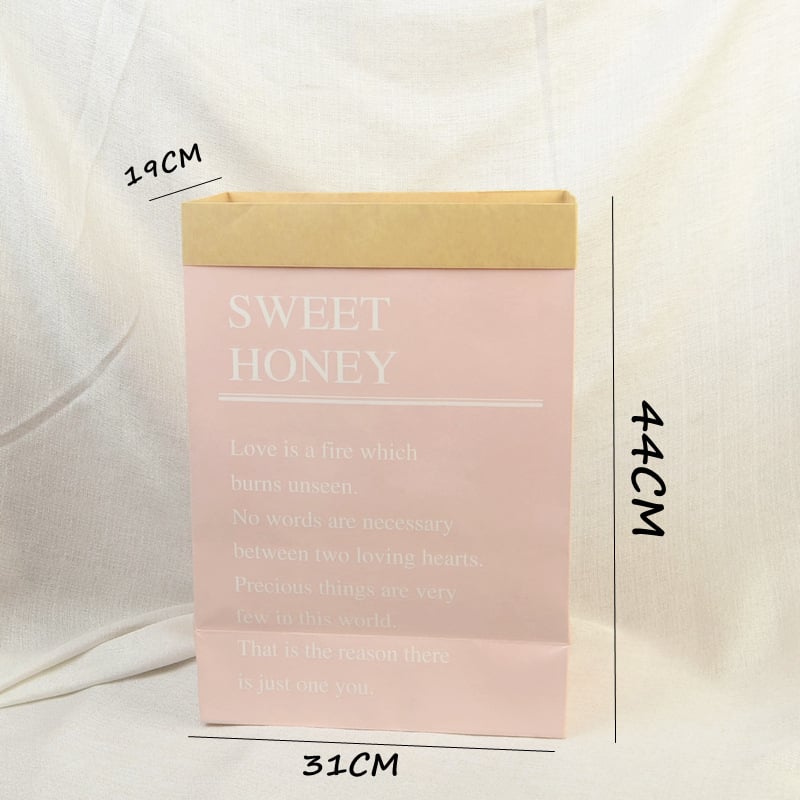 19CM
SWEET
HONEY
Love is a fire which
burns unseen.
No words are necessary
between two loving hearts.
Precious things are very
few in this world.
That is the reason there
is just one you.
44CM
31CM